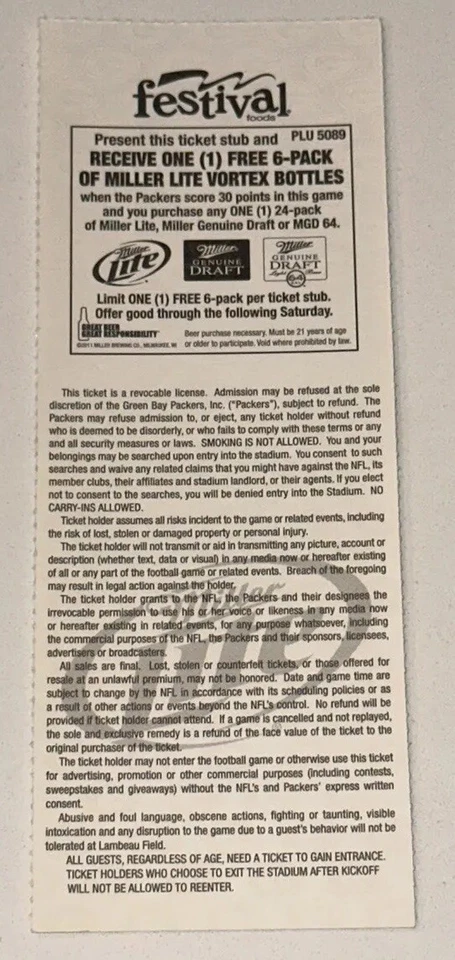 festival
foods
Present this ticket stub and PLU 5089
RECEIVE ONE (1) FREE 6-PACK
OF MILLER LITE VORTEX BOTTLES
when the Packers score 30 points in this game
and you purchase any ONE (1) 24-pack
of Miller Lite, Miller Genuine Draft or MGD 64.
Miller Lite
Miller GENUINE DRAFT
Miller GENUINE DRAFT Light 64 Beer
Limit ONE (1) FREE 6-pack per ticket stub.
Offer good through the following Saturday.
GREAT BEER
GREAT RESPONSIBILITY
©2011 MILLER BREWING CO., MILWAUKEE, WI
Beer purchase necessary. Must be 21 years of age
or older to participate. Void where prohibited by law.
This ticket is a revocable license. Admission may be refused at the sole
discretion of the Green Bay Packers, Inc. ("Packers"), subject to refund. The
Packers may refuse admission to, or eject, any ticket holder without refund
who is deemed to be disorderly, or who fails to comply with these terms or any
and all security measures or laws. SMOKING IS NOT ALLOWED. You and your
belongings may be searched upon entry into the stadium. You consent to such
searches and waive any related claims that you might have against the NFL, its
member clubs, their affiliates and stadium landlord, or their agents. If you elect
not to consent to the searches, you will be denied entry into the Stadium. NO
CARRY-INS ALLOWED.
Ticket holder assumes all risks incident to the game or related events, including
the risk of lost, stolen or damaged property or personal injury.
The ticket holder will not transmit or aid in transmitting any picture, account or
description (whether text, data or visual) in any media now or hereafter existing
of all or any part of the football game or related events. Breach of the foregoing
may result in legal action against the holder.
The ticket holder grants to the NFL, the Packers and their designees the
irrevocable permission to use his or her voice or likeness in any media now
or hereafter existing in related events, for any purpose whatsoever, including
the commercial purposes of the NFL, the Packers and their sponsors, licensees,
advertisers or broadcasters.
All sales are final. Lost, stolen or counterfeit tickets, or those offered for
resale at an unlawful premium, may not be honored. Date and game time are
subject to change by the NFL in accordance with its scheduling policies or as
a result of other actions or events beyond the NFL's control. No refund will be
provided if ticket holder cannot attend. If a game is cancelled and not replayed,
the sole and exclusive remedy is a refund of the face value of the ticket to the
original purchaser of the ticket.
The ticket holder may not enter the football game or otherwise use this ticket
for advertising, promotion or other commercial purposes (including contests,
sweepstakes and giveaways) without the NFL's and Packers' express written
consent.
Abusive and foul language, obscene actions, fighting or taunting, visible
intoxication and any disruption to the game due to a guest's behavior will not be
tolerated at Lambeau Field.
ALL GUESTS, REGARDLESS OF AGE, NEED A TICKET TO GAIN ENTRANCE.
TICKET HOLDERS WHO CHOOSE TO EXIT THE STADIUM AFTER KICKOFF
WILL NOT BE ALLOWED TO REENTER.